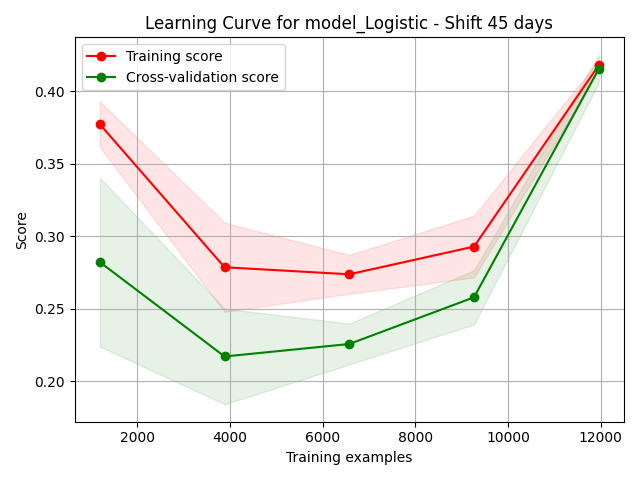 Learning Curve for model_Logistic - Shift 45 days
Training score
Cross-validation score
Score
0.40
0.35
0.30
0.25
0.20
2000 4000 6000 8000 10000 12000
Training examples